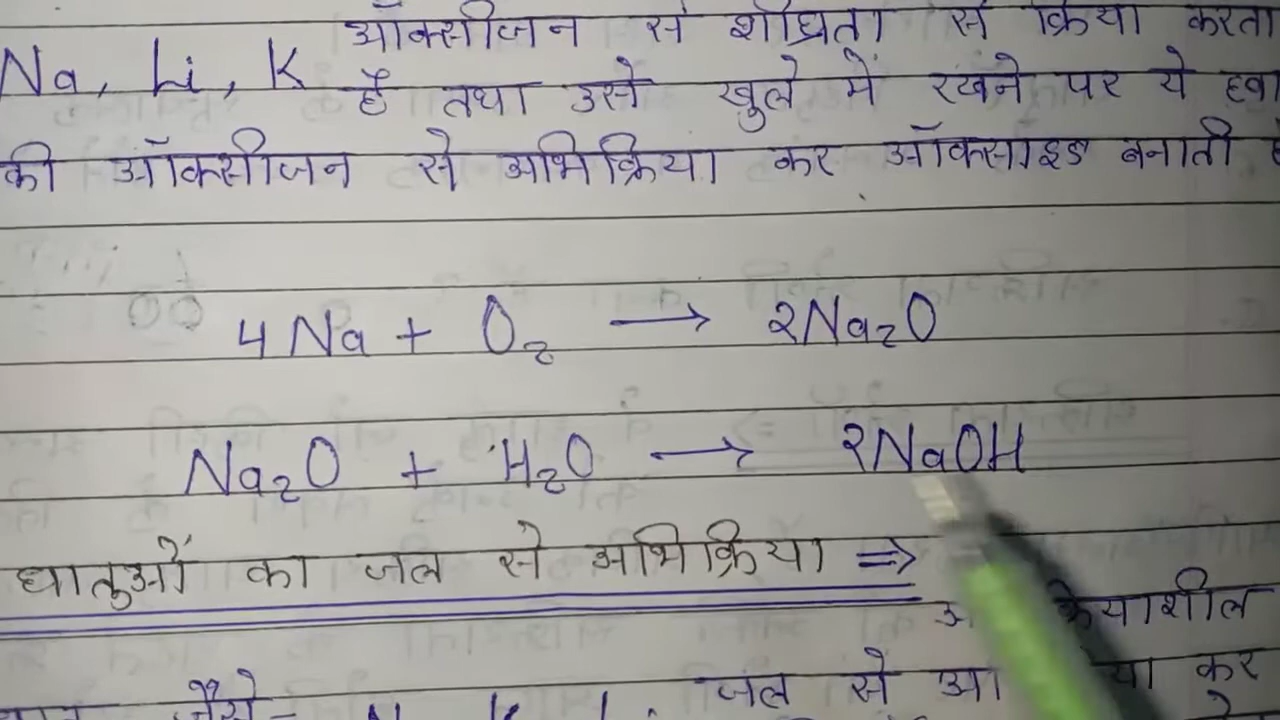 ऑक्सीजन से शीघ्रता से क्रिया करता
Na, Li, K है तथा उसे खुले में रखने पर ये हवा
की ऑक्सीजन से अभिक्रिया कर ऑक्साइड बनाती
4Na + O₂ → 2Na₂O
Na₂O + H₂O → 2NaOH
धातुओं का जल से अभिक्रिया ⇒
जैसे- जल से कर